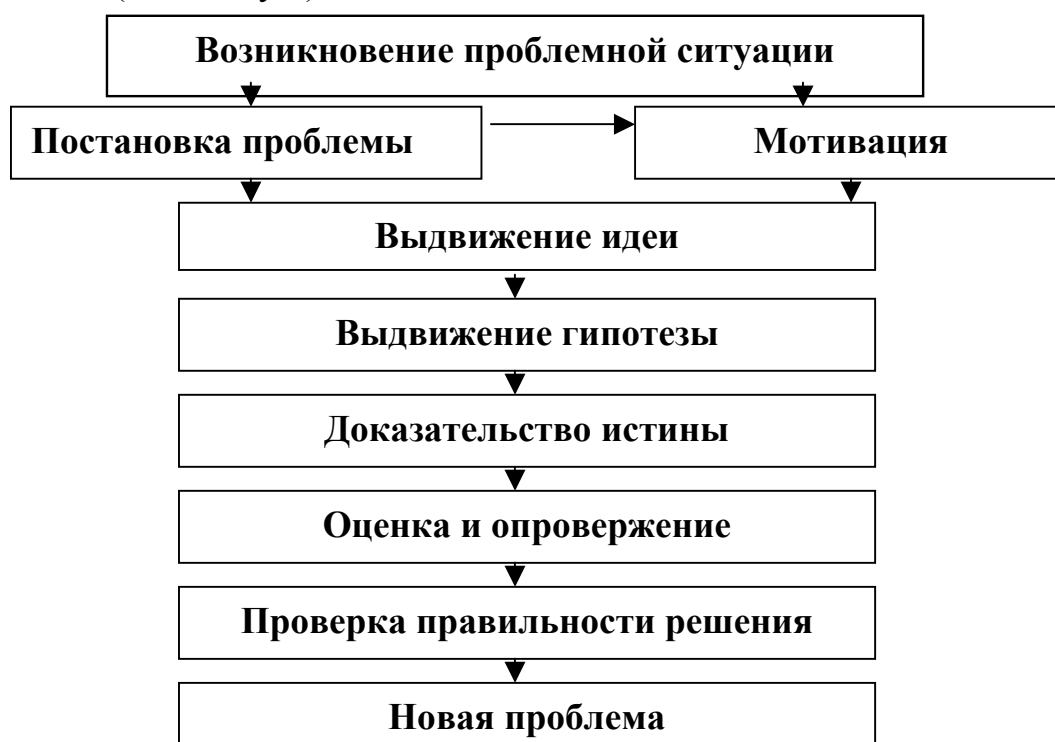 Возникновение проблемной ситуации
Постановка проблемы
Мотивация
Выдвижение идеи
Выдвижение гипотезы
Доказательство истины
Оценка и опровержение
Проверка правильности решения
Новая проблема